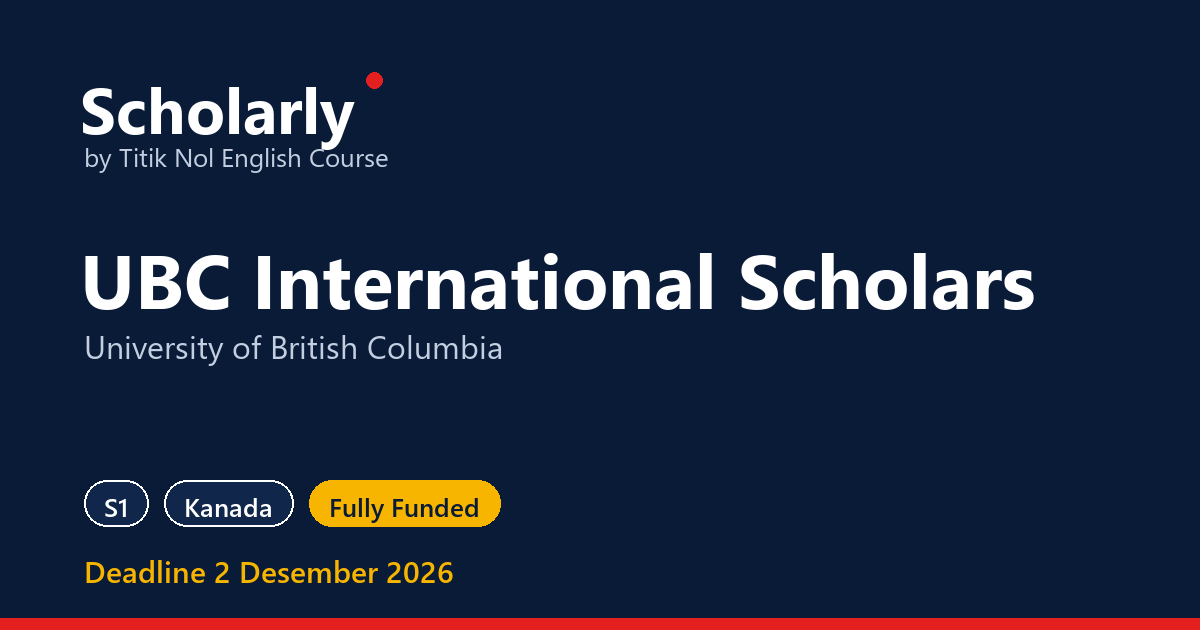 Scholarly
by Titik Nol English Course
UBC International Scholars
University of British Columbia
S1 Kanada Fully Funded
Deadline 2 Desember 2026